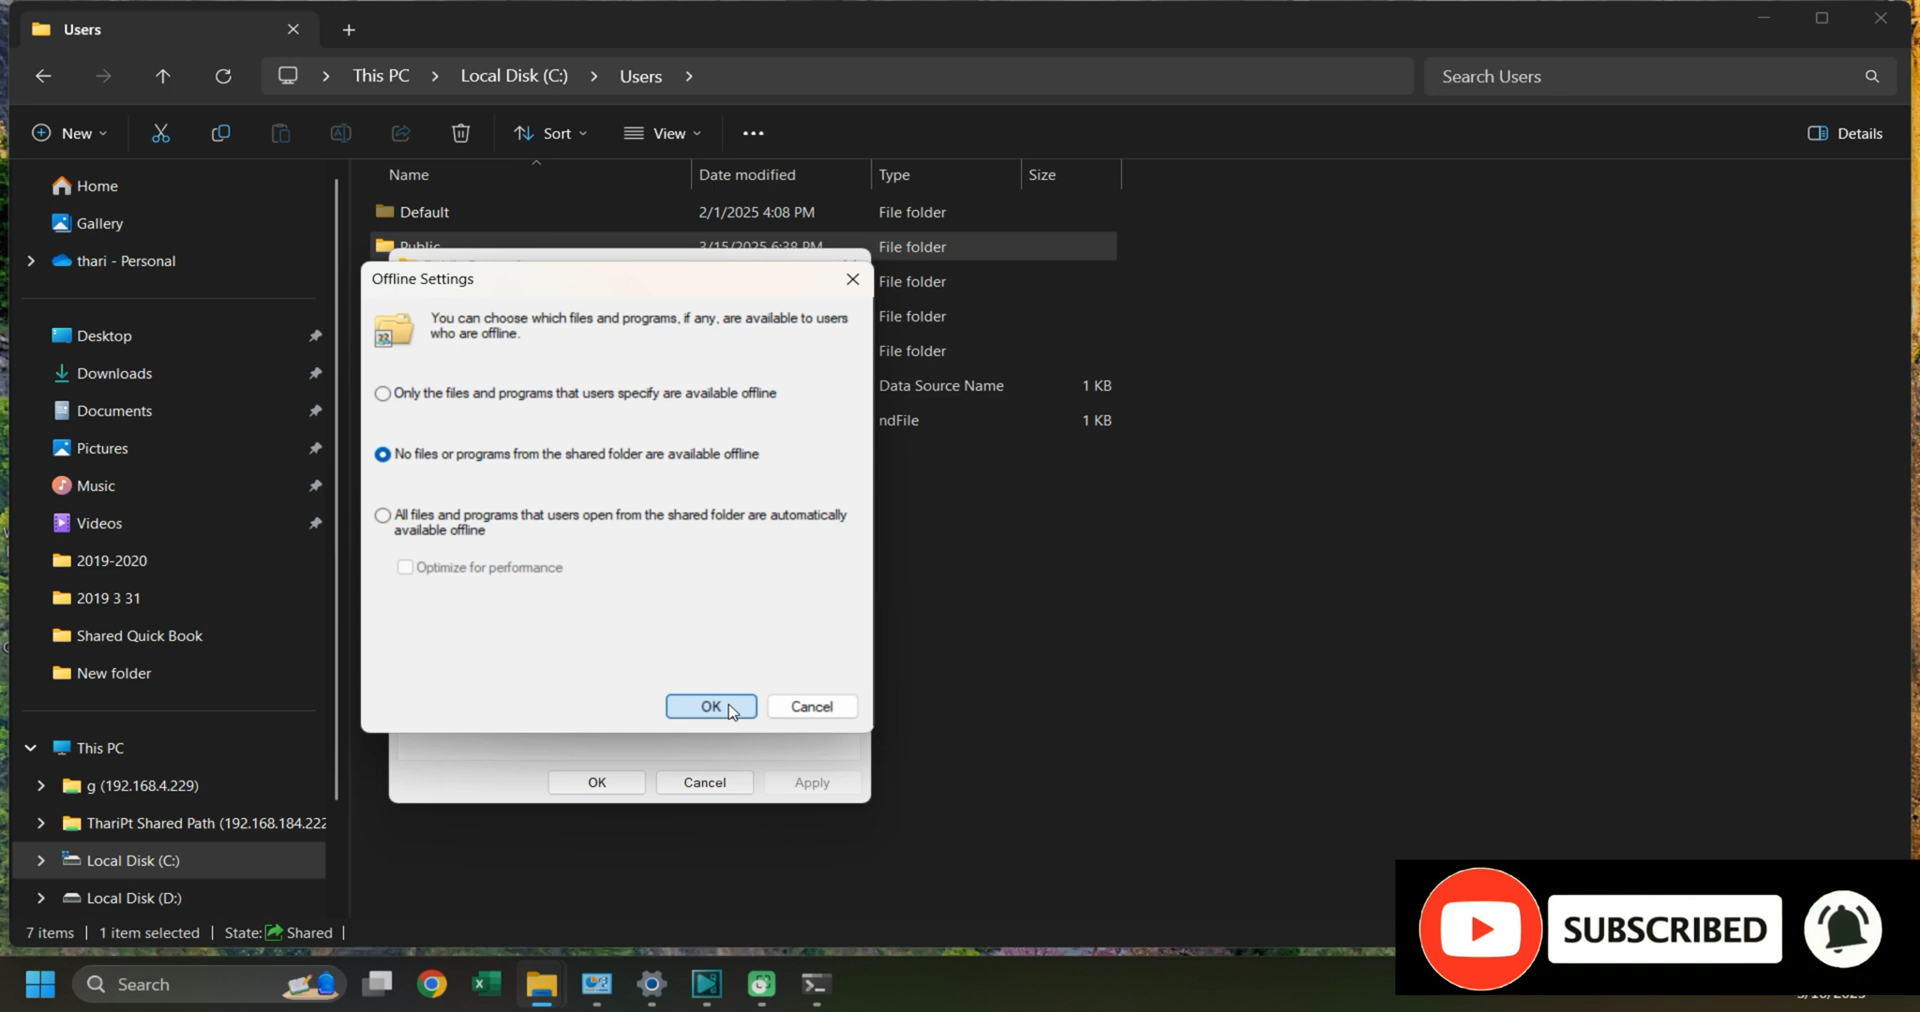 Users
This PC
Local Disk (C:)
Users
Search Users
New
Sort
View
Details
Home
Gallery
thari - Personal
Desktop
Downloads
Documents
Pictures
Music
Videos
2019-2020
2019 3 31
Shared Quick Book
New folder
This PC
g (192.168.4.229)
ThariPt Shared Path (192.168.184.222
Local Disk (C:)
Local Disk (D:)
Name Date modified Type Size
Default 2/1/2025 4:08 PM File folder
Public 3/15/2025 6:38 PM File folder
File folder
File folder
File folder
Data Source Name 1 KB
ndFile 1 KB
Offline Settings
You can choose which files and programs, if any, are available to users
who are offline.
Only the files and programs that users specify are available offline
No files or programs from the shared folder are available offline
All files and programs that users open from the shared folder are automatically
available offline
Optimize for performance
OK Cancel
OK Cancel Apply
7 items 1 item selected State: Shared
SUBSCRIBED
Search